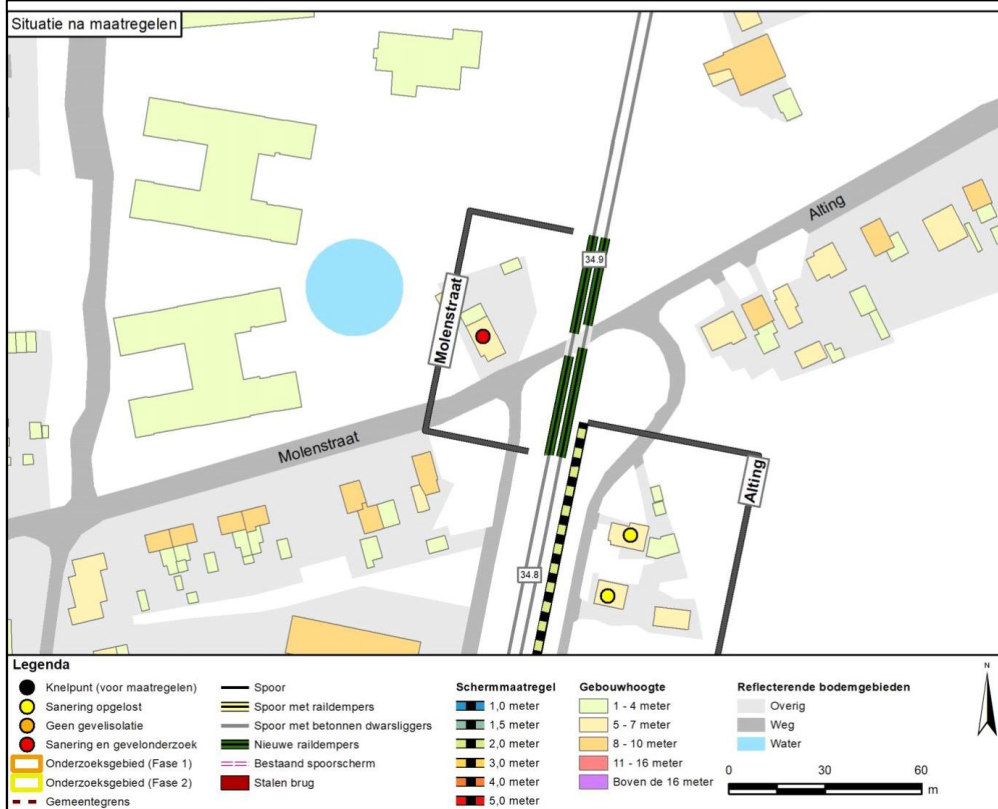 Situatie na maatregelen
Alting
34.9
Molenstraat
Molenstraat
Alting
34.8
Legenda
Knelpunt (voor maatregelen)
Sanering opgelost
Geen gevelisolatie
Sanering en gevelonderzoek
Onderzoeksgebied (Fase 1)
Onderzoeksgebied (Fase 2)
Gemeentegrens
Spoor
Spoor met raildempers
Spoor met betonnen dwarsliggers
Nieuwe raildempers
Bestaand spoorscherm
Stalen brug
Schermmaatregel
1,0 meter
1,5 meter
2,0 meter
3,0 meter
4,0 meter
5,0 meter
Gebouwhoogte
1 - 4 meter
5 - 7 meter
8 - 10 meter
11 - 16 meter
Boven de 16 meter
Reflecterende bodemgebieden
Overig
Weg
Water
N
0 30 60
m